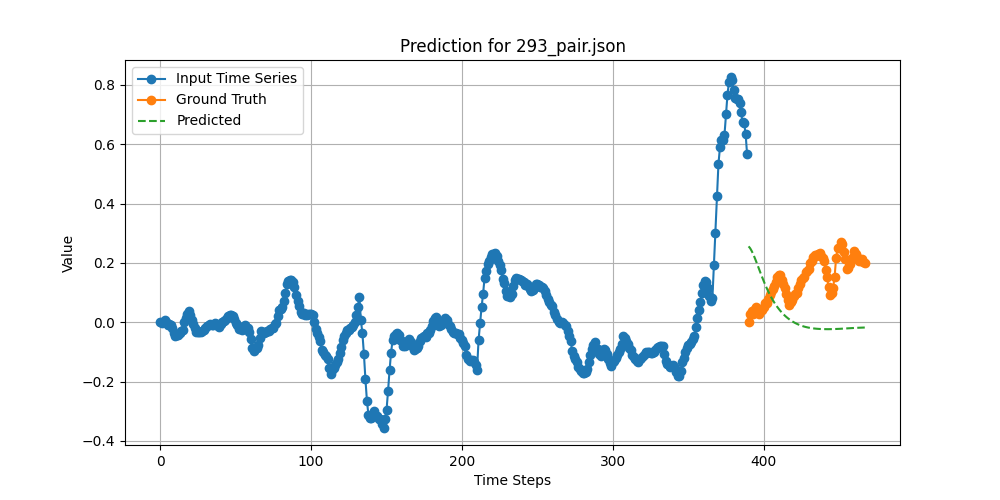 Prediction for 293_pair.json
Input Time Series
Ground Truth
Predicted
Value
0.8
0.6
0.4
0.2
0.0
−0.2
−0.4
0 100 200 300 400
Time Steps